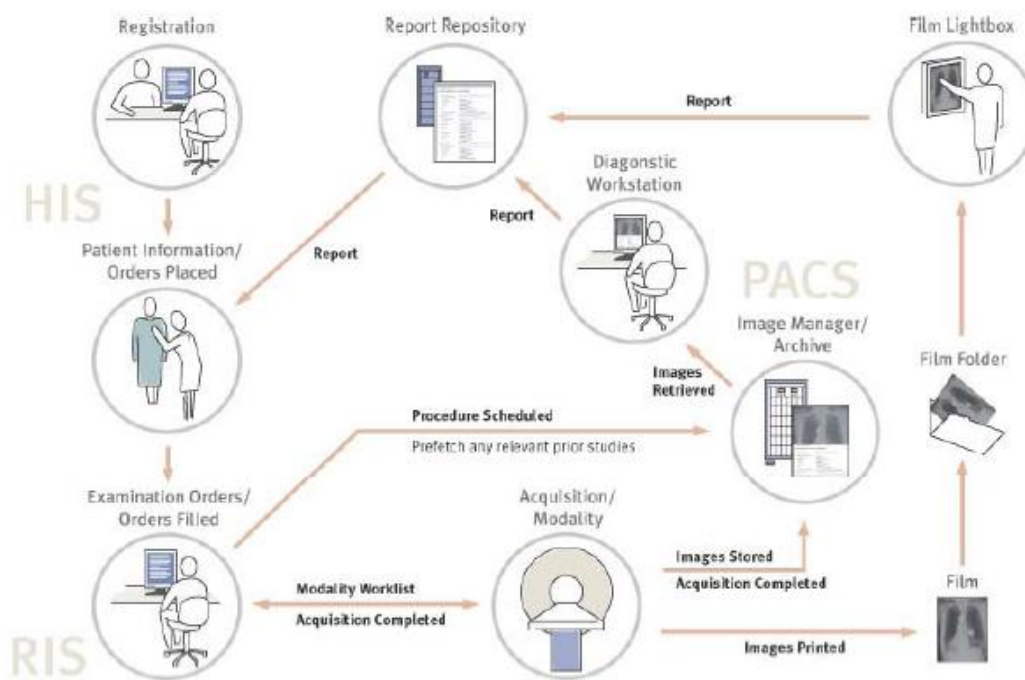 Registration
Report Repository
Film Lightbox
Report
Diagonstic
Workstation
HIS
Report
Patient Information/
Orders Placed
Report
PACS
Image Manager/
Archive
Images
Retrieved
Film Folder
Procedure Scheduled
Prefetch any relevant prior studies
Examination Orders/
Orders Filled
Acquisition/
Modality
Images Stored
Acquisition Completed
Modality Worklist
Acquisition Completed
Film
Images Printed
RIS